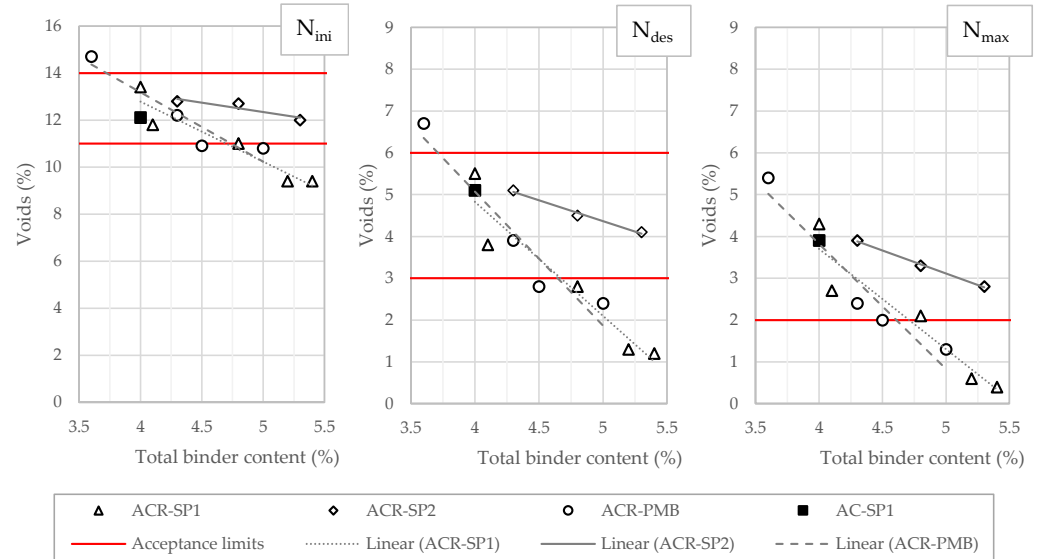 N_ini
16
14
12
10
8
6
4
2
0
Voids (%)
3.5 4 4.5 5 5.5
Total binder content (%)
N_des
9
8
7
6
5
4
3
2
1
0
Voids (%)
3.5 4 4.5 5 5.5
Total binder content (%)
N_max
9
8
7
6
5
4
3
2
1
0
Voids (%)
3.5 4 4.5 5 5.5
Total binder content (%)
ACR-SP1 ACR-SP2 ACR-PMB AC-SP1
Acceptance limits Linear (ACR-SP1) Linear (ACR-SP2) Linear (ACR-PMB)